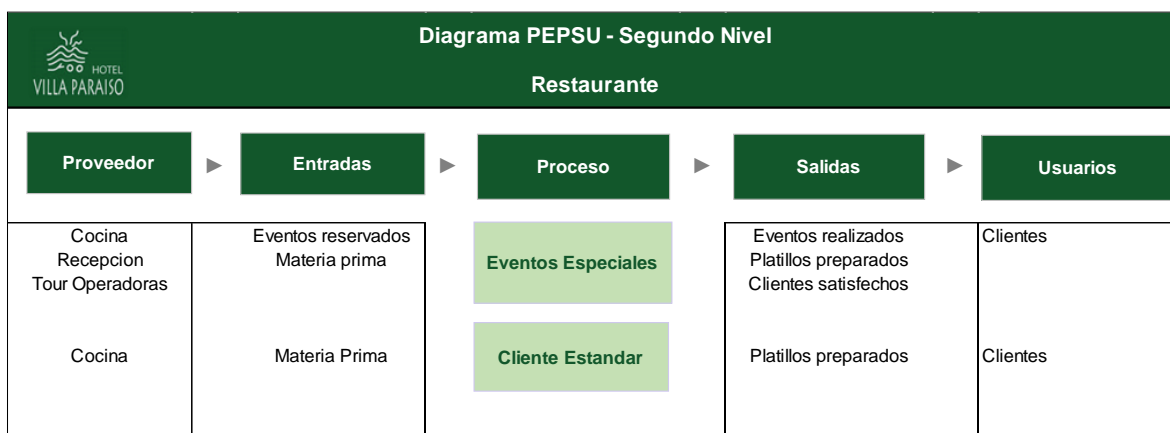 HOTEL
VILLA PARAISO
Diagrama PEPSU - Segundo Nivel
Restaurante
Proveedor
Entradas
Proceso
Salidas
Usuarios
Cocina
Recepcion
Tour Operadoras
Eventos reservados
Materia prima
Eventos Especiales
Eventos realizados
Platillos preparados
Clientes satisfechos
Clientes
Cocina
Materia Prima
Cliente Estandar
Platillos preparados
Clientes